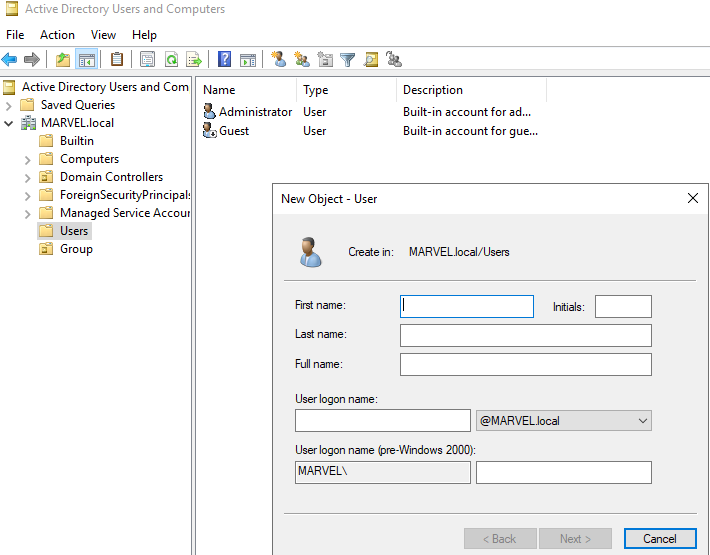 Active Directory Users and Computers
File Action View Help
Active Directory Users and Com
Saved Queries
MARVEL.local
Builtin
Computers
Domain Controllers
ForeignSecurityPrincipals
Managed Service Accour
Users
Group
Name Type Description
Administrator User Built-in account for ad...
Guest User Built-in account for gue...
New Object - User
Create in: MARVEL.local/Users
First name: Initials:
Last name:
Full name:
User logon name:
@MARVEL.local
User logon name (pre-Windows 2000):
MARVEL\
< Back Next > Cancel